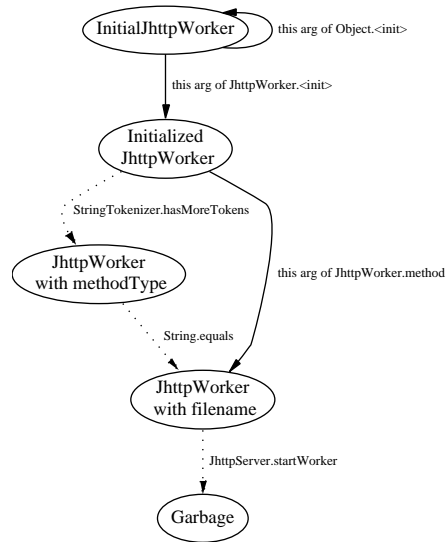 InitialJhttpWorker
this arg of Object.<init>
this arg of JhttpWorker.<init>
Initialized
JhttpWorker
StringTokenizer.hasMoreTokens
JhttpWorker
with methodType
this arg of JhttpWorker.method
String.equals
JhttpWorker
with filename
JhttpServer.startWorker
Garbage